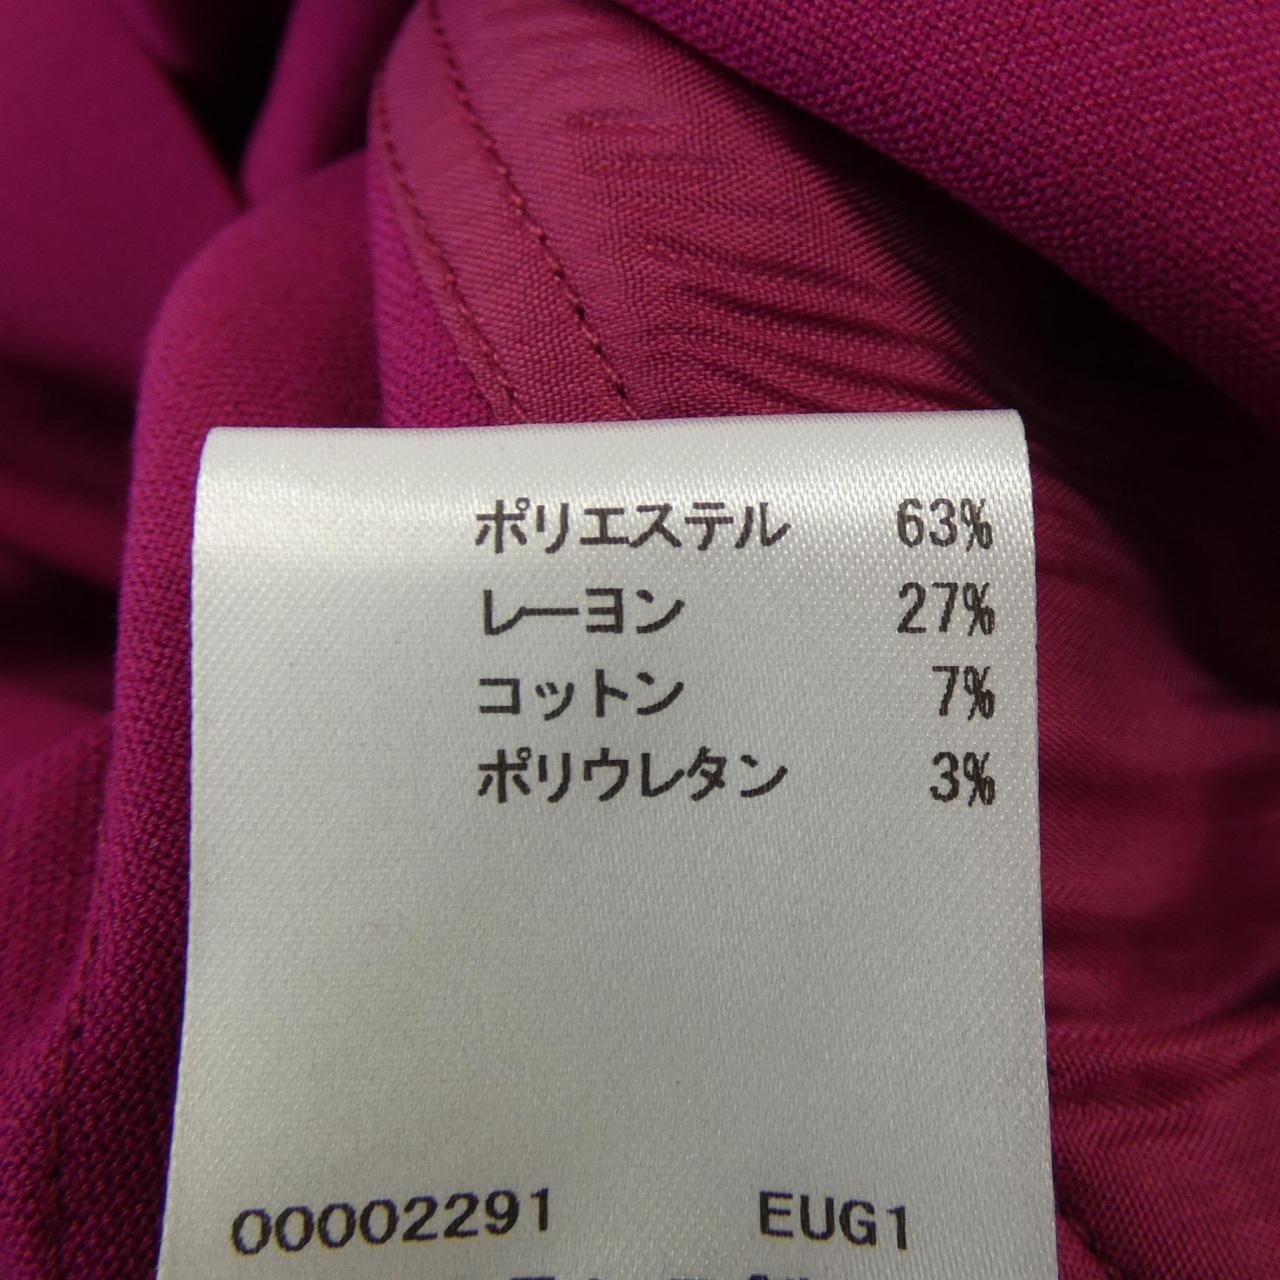 ポリエステル 63%
レーヨン 27%
コットン 7%
ポリウレタン 3%
00002291 EUG1